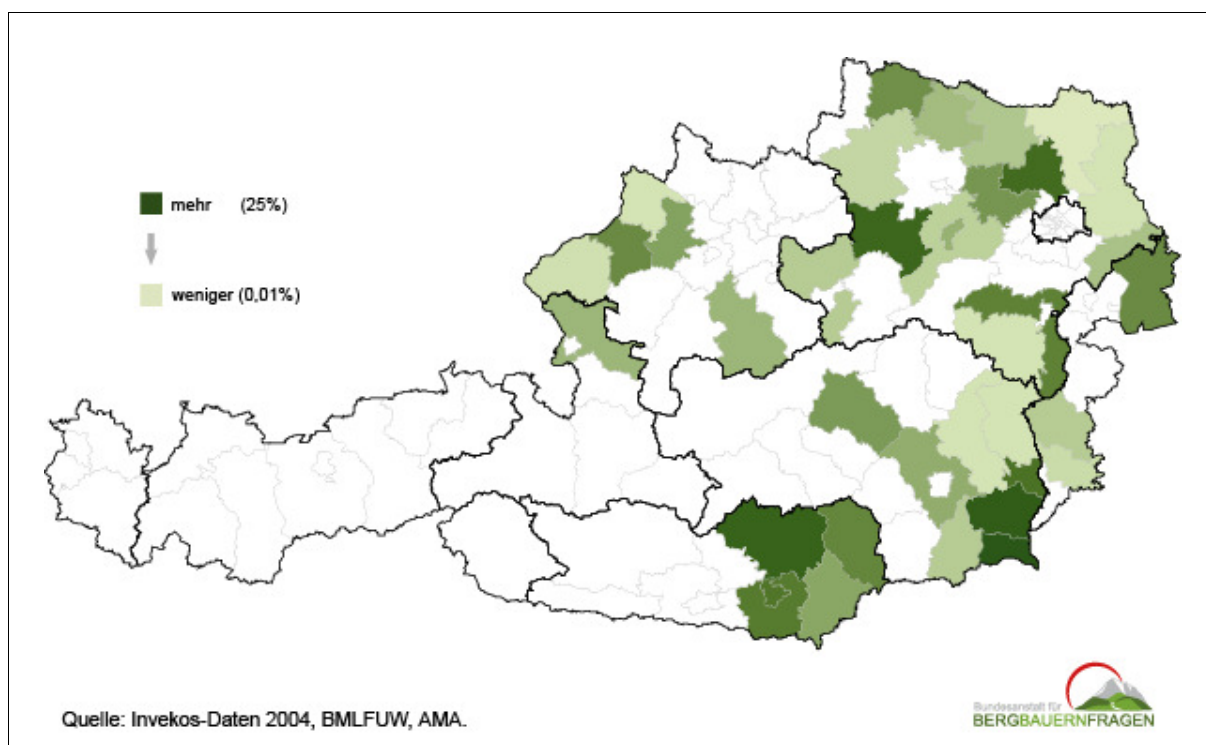 mehr (25%)
weniger (0,01%)
Quelle: Invekos-Daten 2004, BMLFUW, AMA.
Bundesanstalt für
BERGBAUERNFRAGEN